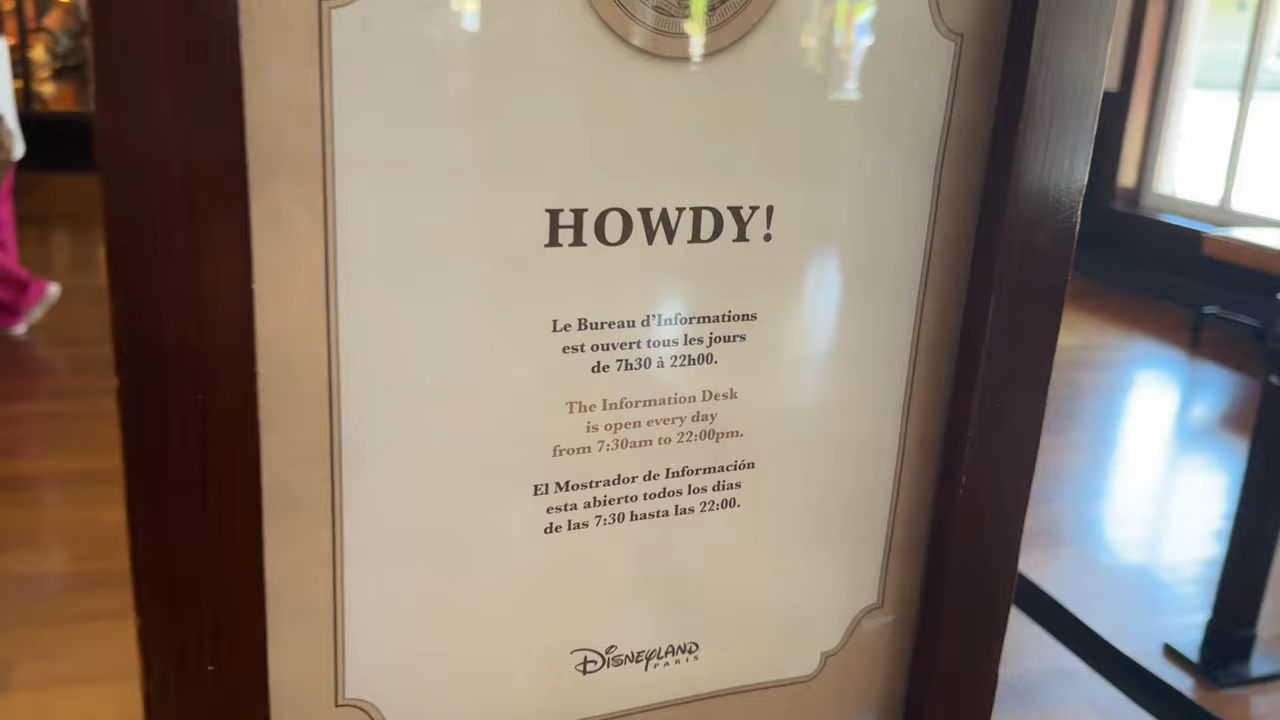 HOWDY!
Le Bureau d'Informations
est ouvert tous les jours
de 7h30 à 22h00.
The Information Desk
is open every day
from 7:30am to 22:00pm.
El Mostrador de Información
esta abierto todos los dias
de las 7:30 hasta las 22:00.
DISNEYLAND
PARIS